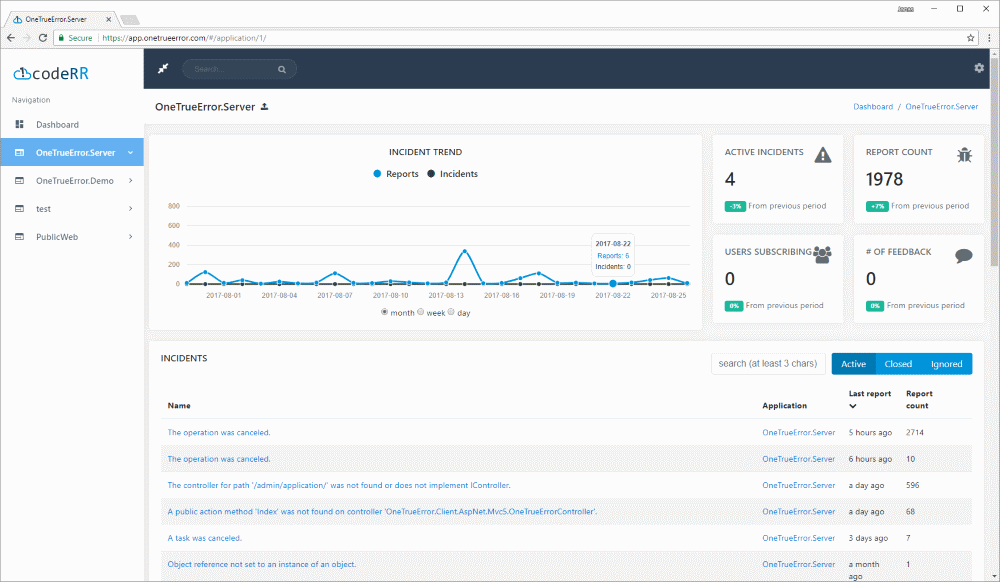 Jonas
OneTrueError.Server
Secure https://app.onetrueerror.com/#/application/1/
codeRR
Search...
Navigation
Dashboard
OneTrueError.Server
OneTrueError.Demo
test
PublicWeb
OneTrueError.Server
Dashboard / OneTrueError.Server
INCIDENT TREND
Reports Incidents
800
600
400
200
0
2017-08-22
Reports: 6
Incidents: 0
2017-08-01 2017-08-04 2017-08-07 2017-08-10 2017-08-13 2017-08-16 2017-08-19 2017-08-22 2017-08-25
month week day
ACTIVE INCIDENTS
4
-3% From previous period
REPORT COUNT
1978
+7% From previous period
USERS SUBSCRIBING
0
0% From previous period
# OF FEEDBACK
0
0% From previous period
INCIDENTS
search (at least 3 chars)
Active Closed Ignored
Name Application Last report Report count
The operation was canceled. OneTrueError.Server 5 hours ago 2714
The operation was canceled. OneTrueError.Server 6 hours ago 10
The controller for path '/admin/application/' was not found or does not implement IController. OneTrueError.Server a day ago 596
A public action method 'Index' was not found on controller 'OneTrueError.Client.AspNet.Mvc5.OneTrueErrorController'. OneTrueError.Server a day ago 68
A task was canceled. OneTrueError.Server 3 days ago 7
Object reference not set to an instance of an object. OneTrueError.Server a month ago 1